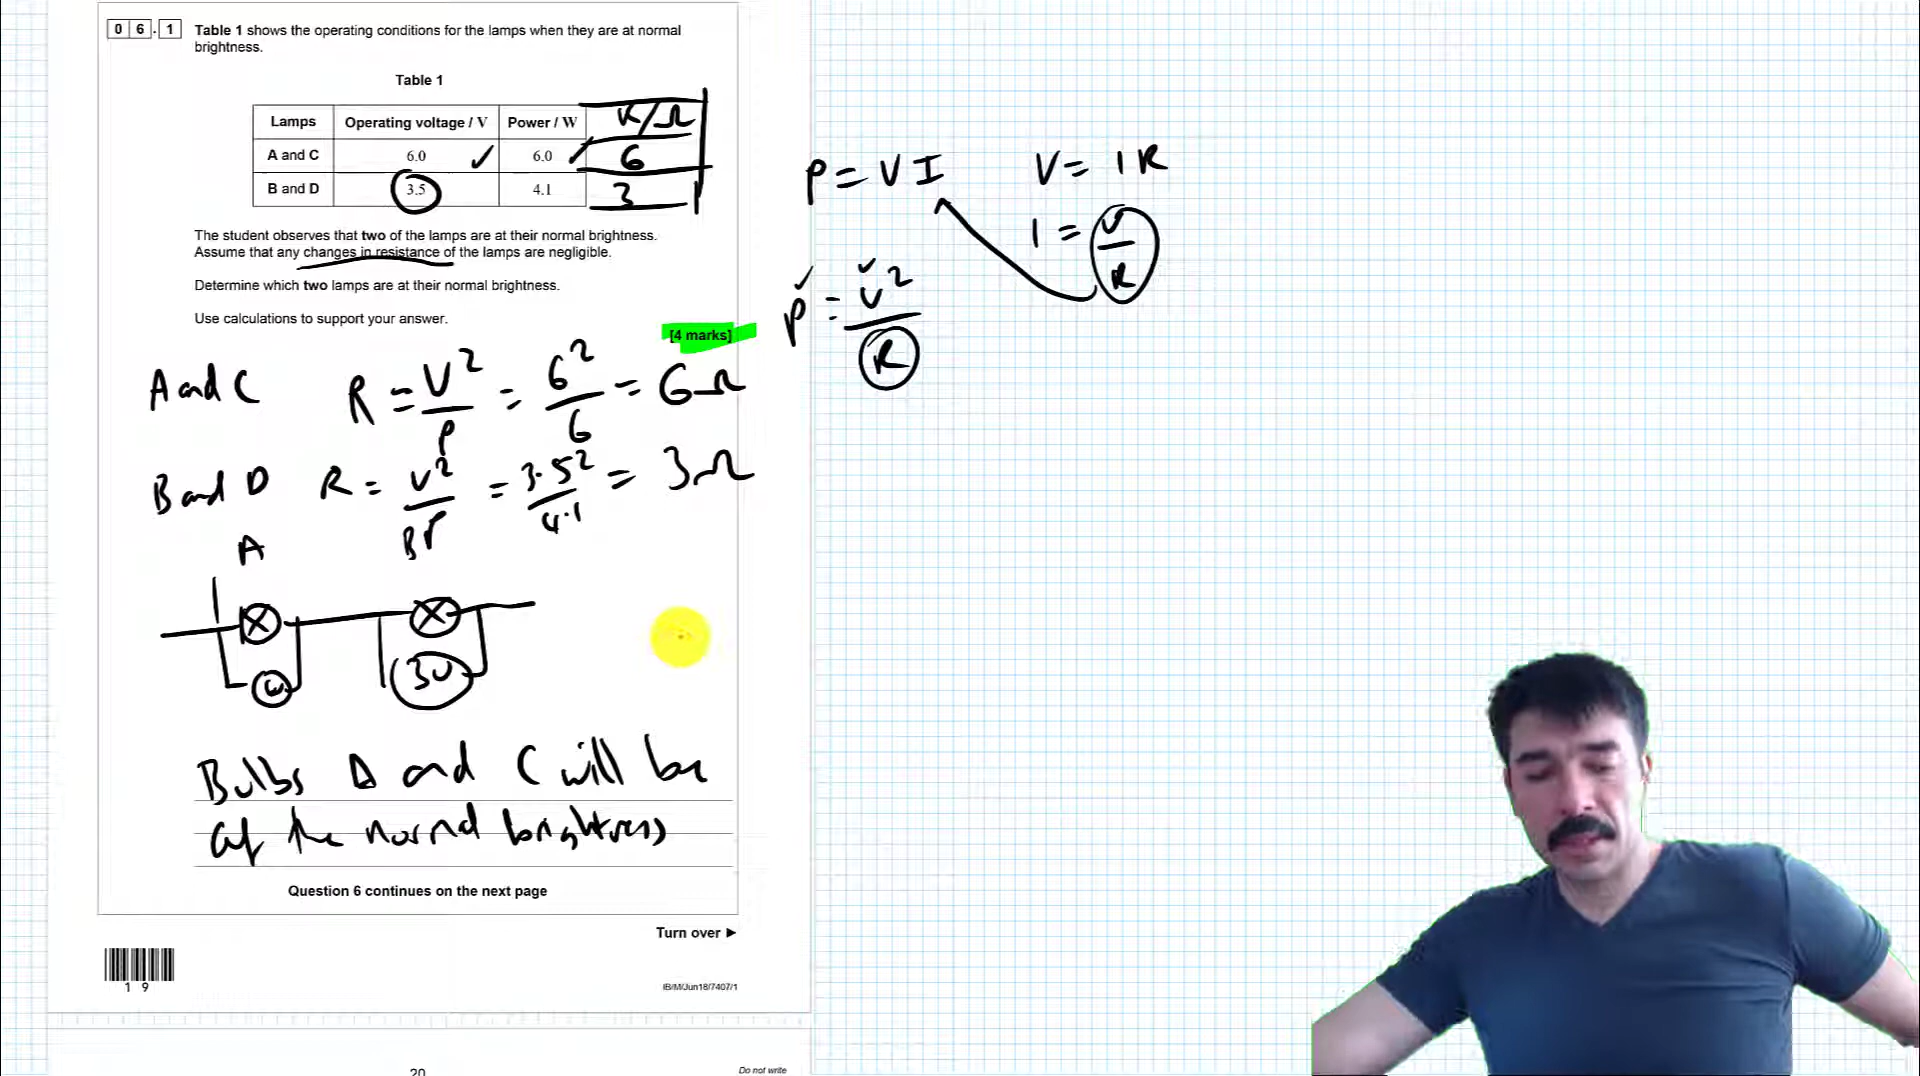 06.1 Table 1 shows the operating conditions for the lamps when they are at normal
brightness.
Table 1
Lamps Operating voltage / V Power / W R/Ω
A and C 6.0 ✓ 6.0 6
B and D 3.5 4.1 3
The student observes that two of the lamps are at their normal brightness.
Assume that any changes in resistance of the lamps are negligible.
Determine which two lamps are at their normal brightness.
Use calculations to support your answer.
[4 marks]
A and C R = V²/P = 6²/6 = 6Ω
B and D R = V²/P = 3.5²/4.1 = 3Ω
A B
3V
Bulbs A and C will be
at the normal brightness
Question 6 continues on the next page
Turn over ►
1 9
IB/M/Jun18/7407/1
20
Do not write
P = VI V = IR
I = V/R
P = V²/R